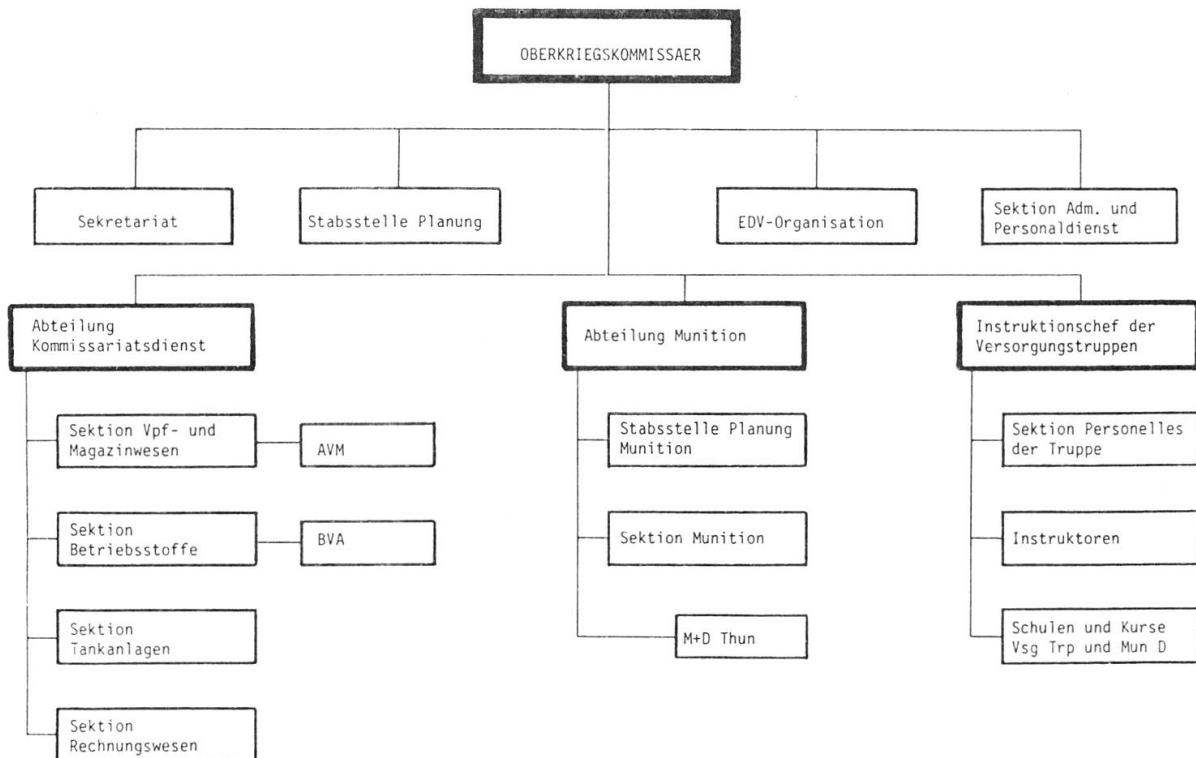 OBERKRIEGSKOMMISSAER
Sekretariat
Stabsstelle Planung
EDV-Organisation
Sektion Adm. und
Personaldienst
Abteilung
Kommissariatsdienst
Abteilung Munition
Instruktionschef der
Versorgungstruppen
Sektion Vpf- und
Magazinwesen
AVM
Sektion
Betriebsstoffe
BVA
Sektion
Tankanlagen
Sektion
Rechnungswesen
Stabsstelle Planung
Munition
Sektion Munition
M+D Thun
Sektion Personelles
der Truppe
Instruktoren
Schulen und Kurse
Vsg Trp und Mun D